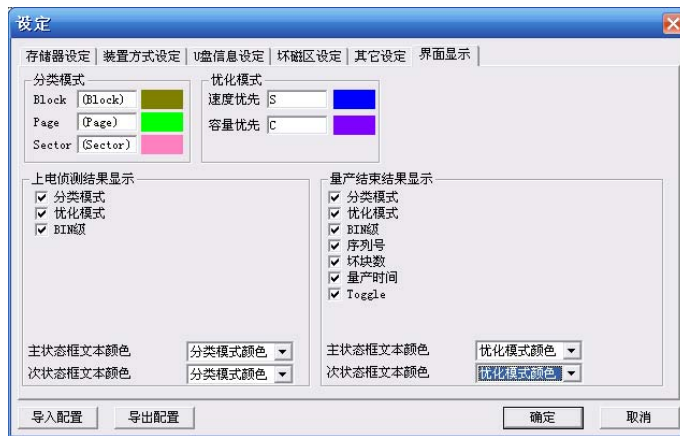 设定
存储器设定 装置方式设定 U盘信息设定 坏磁区设定 其它设定 界面显示
分类模式
Block (Block)
Page (Page)
Sector (Sector)
优化模式
速度优先 S
容量优先 C
上电侦测结果显示
分类模式
优化模式
BIN级
主状态框文本颜色 分类模式颜色
次状态框文本颜色 分类模式颜色
量产结束结果显示
分类模式
优化模式
BIN级
序列号
坏块数
量产时间
Toggle
主状态框文本颜色 优化模式颜色
次状态框文本颜色 优化模式颜色
导入配置 导出配置 确定 取消